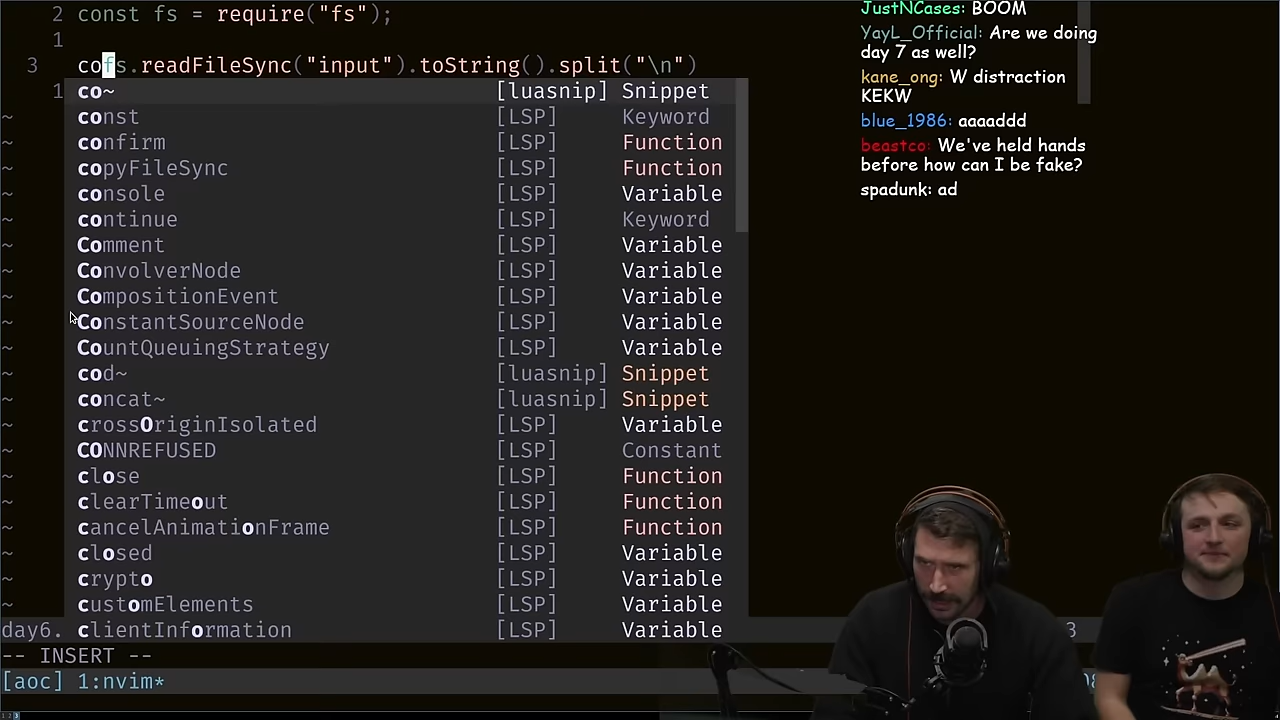 2 const fs = require("fs");
1
3 cofs.readFileSync("input").toString().split("\n")
1 co~ [luasnip] Snippet
~ const [LSP] Keyword
~ confirm [LSP] Function
~ copyFileSync [LSP] Function
~ console [LSP] Variable
~ continue [LSP] Keyword
~ Comment [LSP] Variable
~ ConvolverNode [LSP] Variable
~ CompositionEvent [LSP] Variable
~ ConstantSourceNode [LSP] Variable
~ CountQueuingStrategy [LSP] Variable
~ cod~ [luasnip] Snippet
~ concat~ [luasnip] Snippet
~ crossOriginIsolated [LSP] Variable
~ CONNREFUSED [LSP] Constant
~ close [LSP] Function
~ clearTimeout [LSP] Function
~ cancelAnimationFrame [LSP] Function
~ closed [LSP] Variable
~ crypto [LSP] Variable
~ customElements [LSP] Variable
day6. clientInformation [LSP] Variable 3
-- INSERT --
[aoc] 1:nvim*
JustNCases: BOOM
YayL_Official: Are we doing
day 7 as well?
kane_ong: W distraction
KEKW
blue_1986: aaaaddd
beastco: We've held hands
before how can I be fake?
spadunk: ad